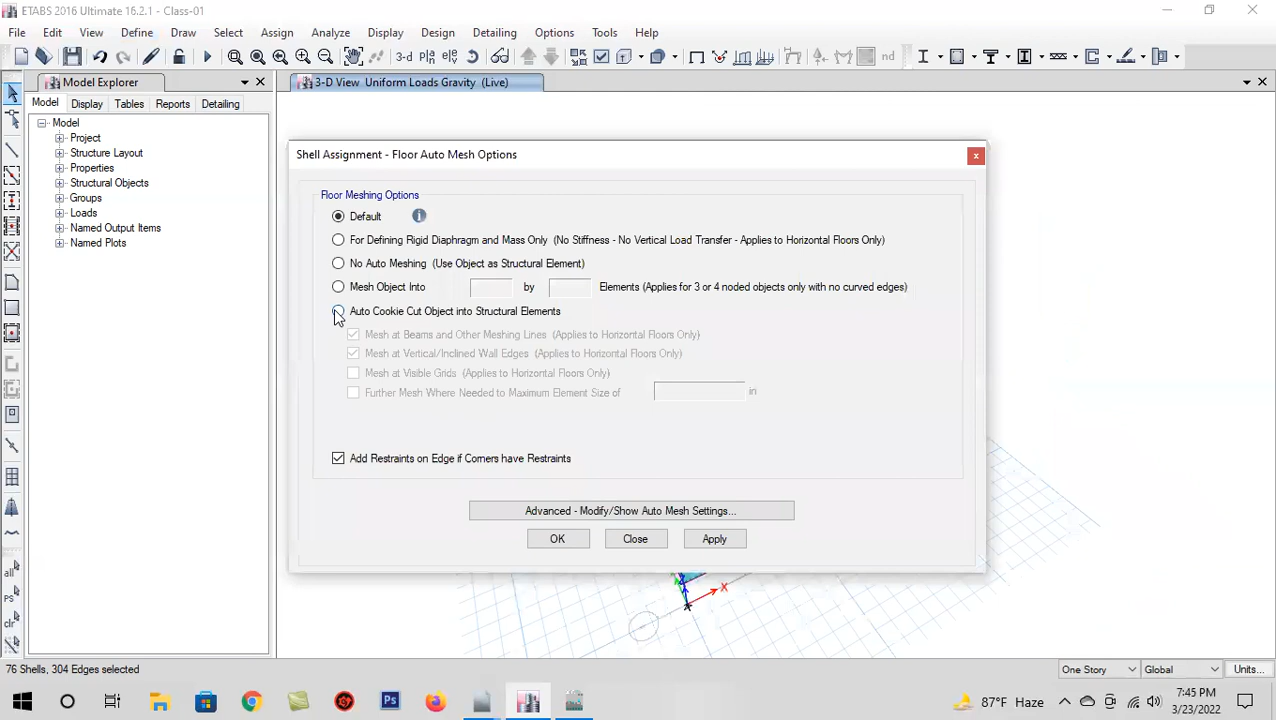 ETABS 2016 Ultimate 16.2.1 - Class-01
File Edit View Define Draw Select Assign Analyze Display Design Detailing Options Tools Help
3-d pla ele nd
Model Explorer
3-D View Uniform Loads Gravity (Live)
Model Display Tables Reports Detailing
Model
Project
Structure Layout
Properties
Structural Objects
Groups
Loads
Named Output Items
Named Plots
Shell Assignment - Floor Auto Mesh Options
Floor Meshing Options
Default
For Defining Rigid Diaphragm and Mass Only (No Stiffness - No Vertical Load Transfer - Applies to Horizontal Floors Only)
No Auto Meshing (Use Object as Structural Element)
Mesh Object Into by Elements (Applies for 3 or 4 noded objects only with no curved edges)
Auto Cookie Cut Object into Structural Elements
Mesh at Beams and Other Meshing Lines (Applies to Horizontal Floors Only)
Mesh at Vertical/Inclined Wall Edges (Applies to Horizontal Floors Only)
Mesh at Visible Grids (Applies to Horizontal Floors Only)
Further Mesh Where Needed to Maximum Element Size of in
Add Restraints on Edge if Corners have Restraints
Advanced - Modify/Show Auto Mesh Settings...
OK Close Apply
X
all
PS
clr
76 Shells, 304 Edges selected
One Story Global Units...
Ps
87°F Haze
7:45 PM
3/23/2022